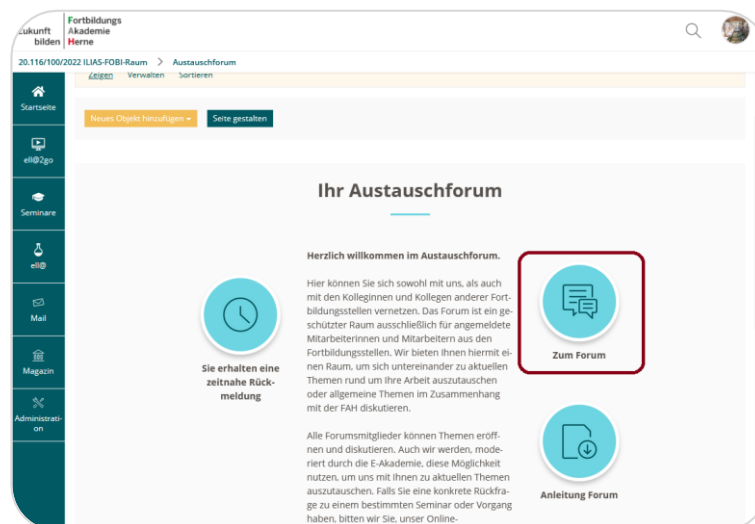 Zukunft
bilden
Fortbildungs
Akademie
Herne
20.116/100/2022 ILIAS-FOBI-Raum > Austauschforum
Zeigen Verwalten Sortieren
Startseite
ell@2go
Seminare
ell@
Mail
Magazin
Administrati-
on
Neues Objekt hinzufügen
Seite gestalten
Ihr Austauschforum
Sie erhalten eine
zeitnahe Rück-
meldung
Herzlich willkommen im Austauschforum.
Hier können Sie sich sowohl mit uns, als auch
mit den Kolleginnen und Kollegen anderer Fort-
bildungsstellen vernetzen. Das Forum ist ein ge-
schützter Raum ausschließlich für angemeldete
Mitarbeiterinnen und Mitarbeitern aus den
Fortbildungsstellen. Wir bieten Ihnen hiermit ei-
nen Raum, um sich untereinander zu aktuellen
Themen rund um Ihre Arbeit auszutauschen
oder allgemeine Themen im Zusammenhang
mit der FAH diskutieren.
Alle Forumsmitglieder können Themen eröff-
nen und diskutieren. Auch wir werden, mode-
riert durch die E-Akademie, diese Möglichkeit
nutzen, um uns mit Ihnen zu aktuellen Themen
auszutauschen. Falls Sie eine konkrete Rückfra-
ge zu einem bestimmten Seminar oder Vorgang
haben, bitten wir Sie, unser Online-
Zum Forum
Anleitung Forum